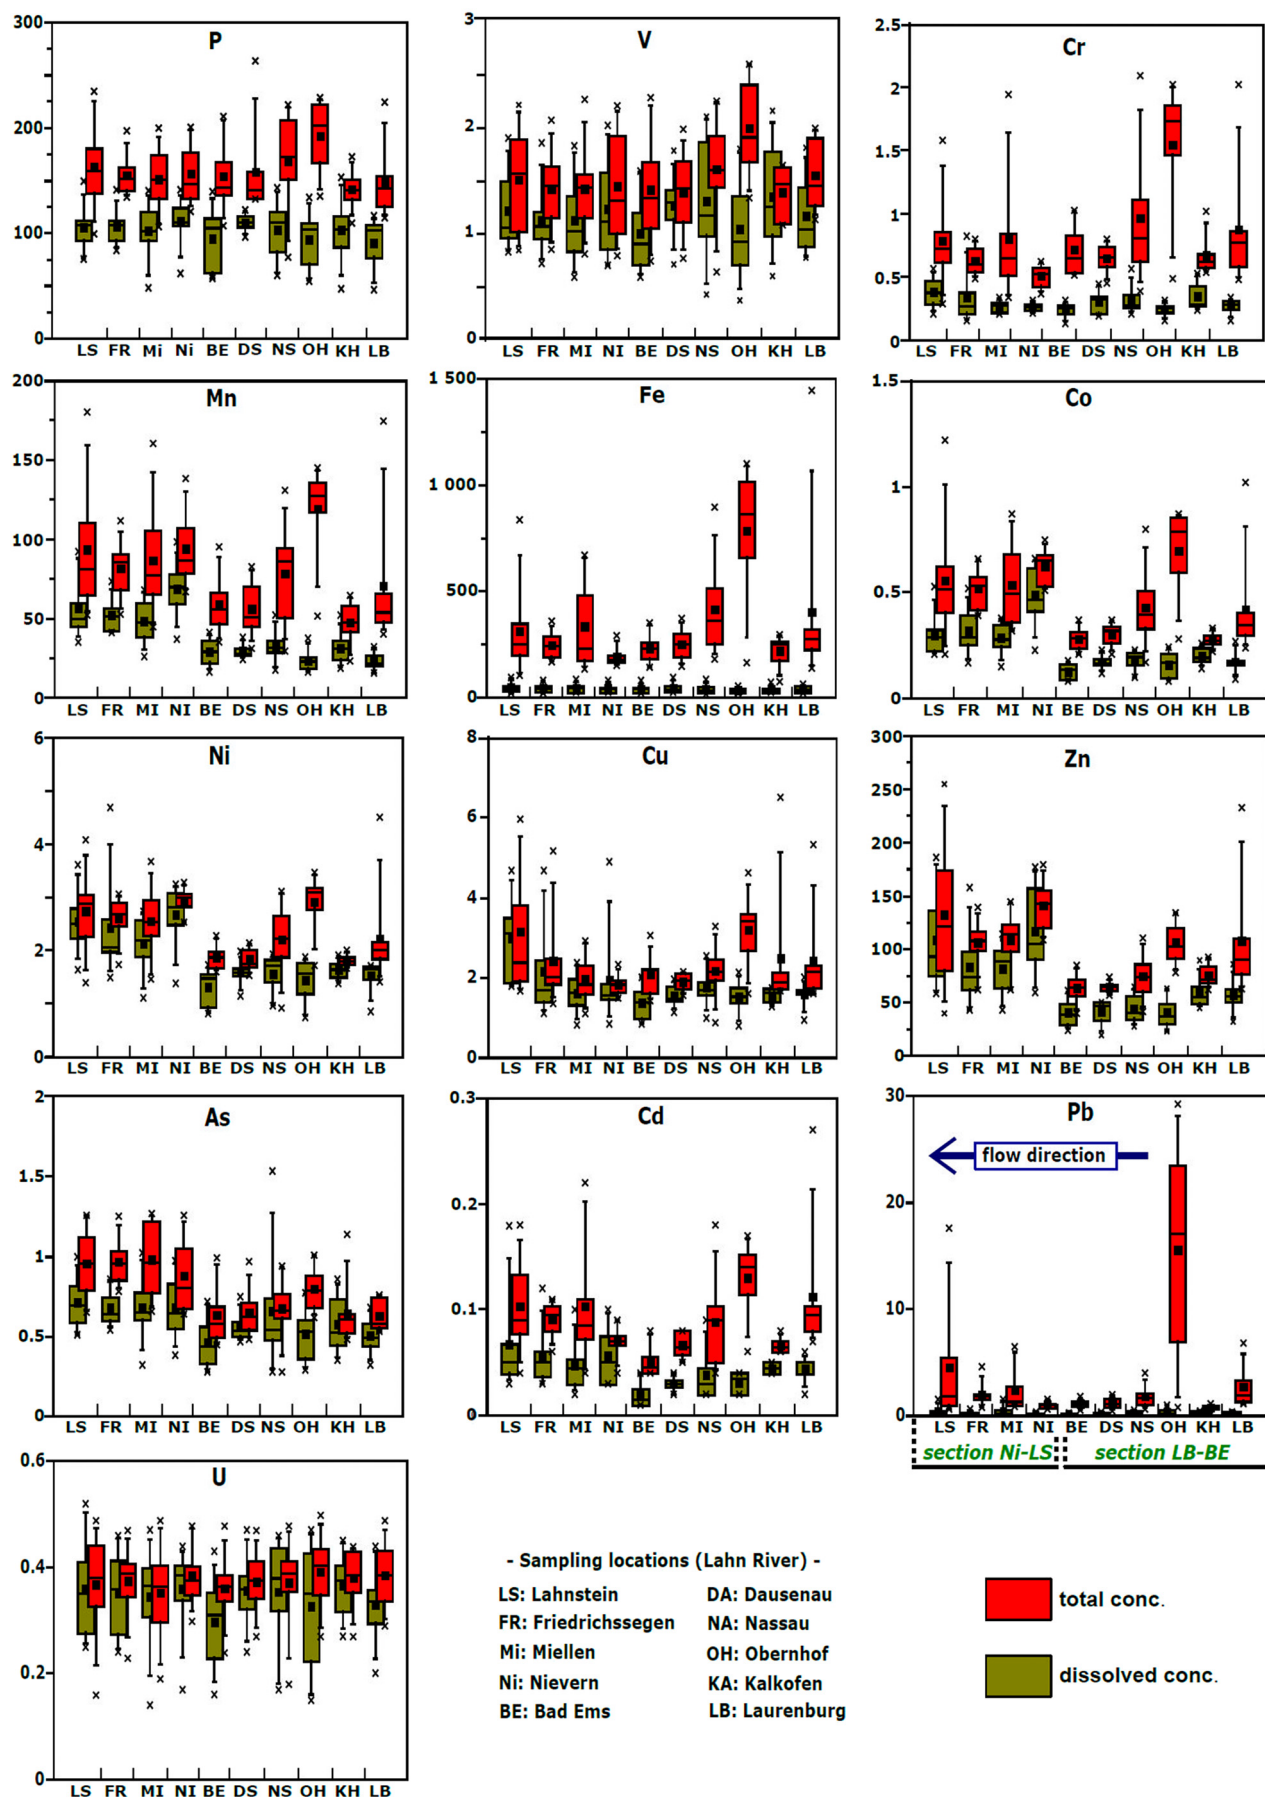 P
300
200
100
0
LS FR Mi Ni BE DS NS OH KH LB
V
3
2
1
0
LS FR MI NI BE DS NS OH KH LB
Cr
2.5
2
1.5
1
0.5
0
LS FR MI NI BE DS NS OH KH LB
Mn
200
150
100
50
0
LS FR MI NI BE DS NS OH KH LB
Fe
1 500
1 000
500
0
LS FR MI NI BE DS NS OH KH LB
Co
1.5
1
0.5
0
LS FR MI NI BE DS NS OH KH LB
Ni
6
4
2
0
LS FR MI NI BE DS NS OH KH LB
Cu
8
6
4
2
0
LS FR MI NI BE DS NS OH KH LB
Zn
300
250
200
150
100
50
0
LS FR MI NI BE DS NS OH KH LB
As
2
1.5
1
0.5
0
LS FR MI NI BE DS NS OH KH LB
Cd
0.3
0.2
0.1
0
LS FR MI NI BE DS NS OH KH LB
Pb
30
20
10
0
flow direction
LS FR MI NI BE DS NS OH KH LB
section Ni-LS section LB-BE
U
0.6
0.4
0.2
0
LS FR MI NI BE DS NS OH KH LB
- Sampling locations (Lahn River) -
LS: Lahnstein DA: Dausenau
FR: Friedrichssegen NA: Nassau
Mi: Miellen OH: Obernhof
Ni: Nievern KA: Kalkofen
BE: Bad Ems LB: Laurenburg
total conc.
dissolved conc.